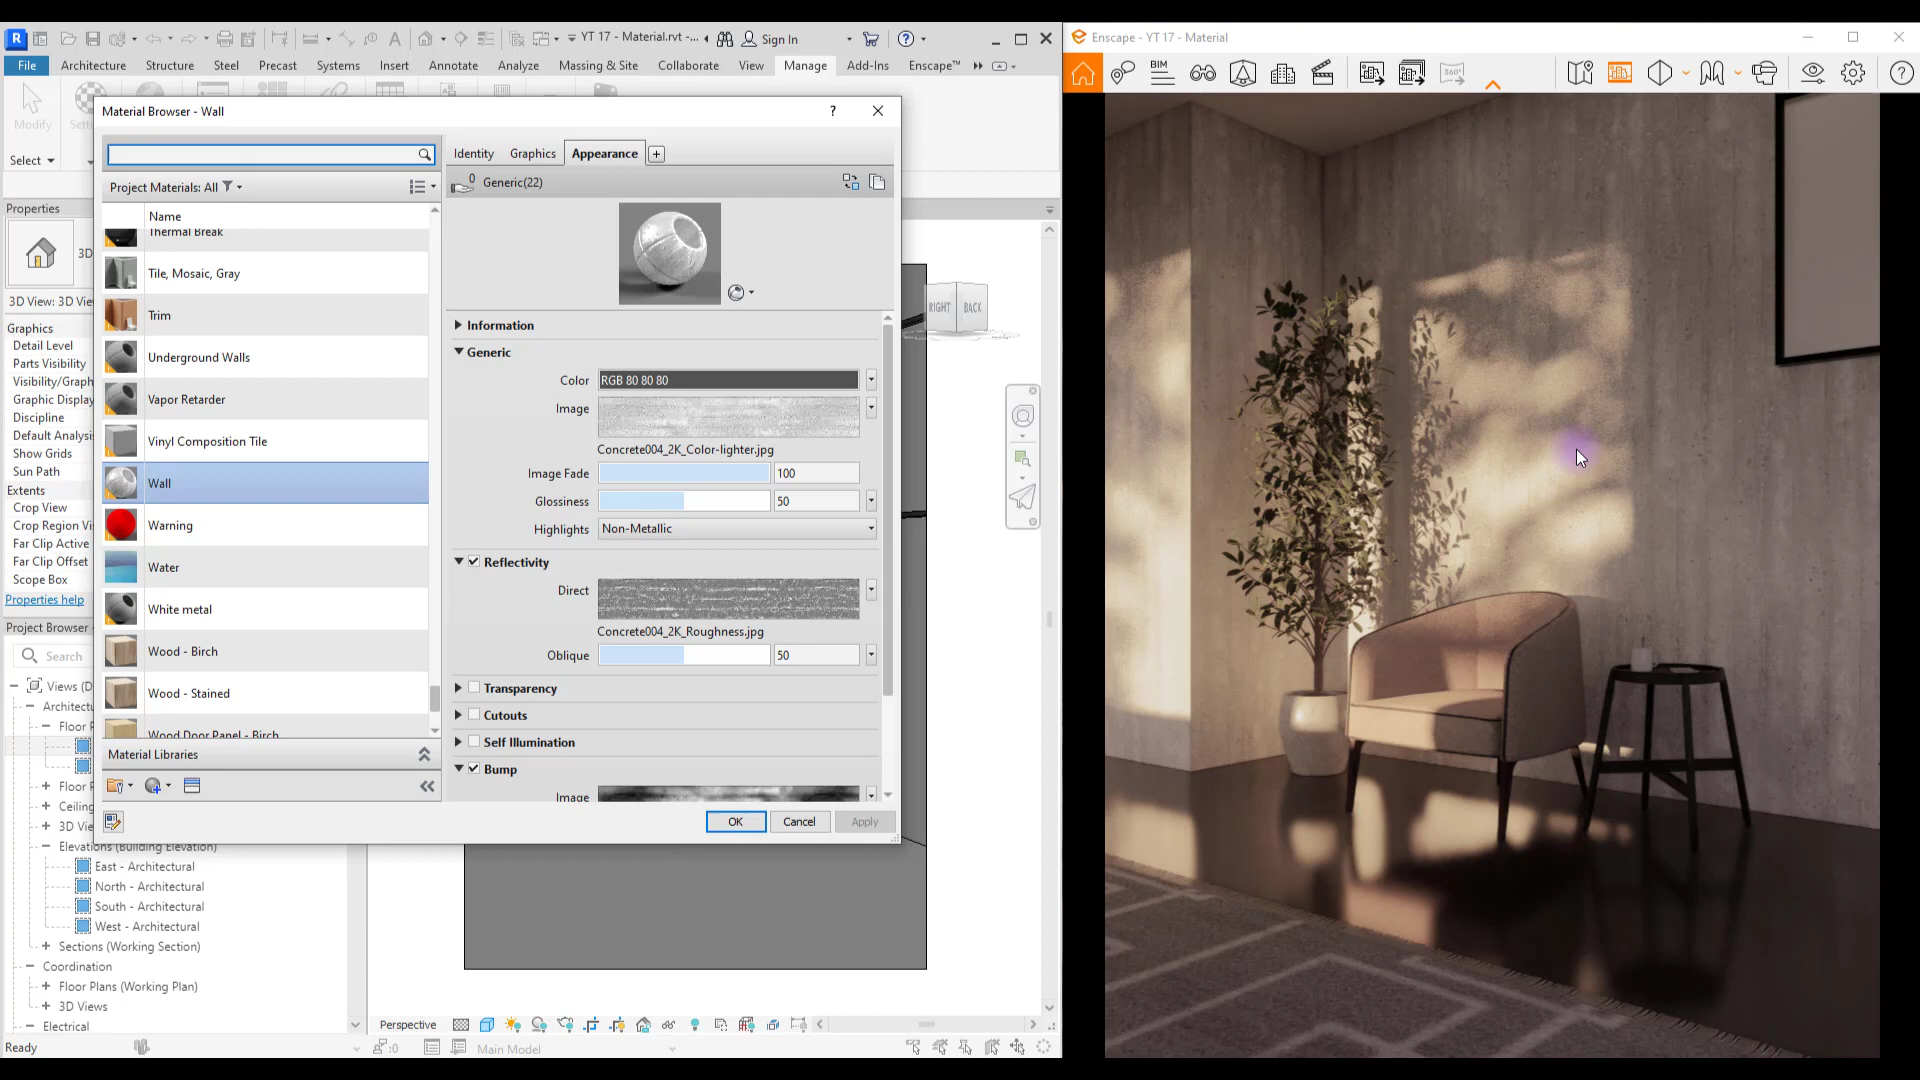 R
YT 17 - Material.rvt -...
Sign In
File
Architecture
Structure
Steel
Precast
Systems
Insert
Annotate
Analyze
Massing & Site
Collaborate
View
Manage
Add-Ins
Enscape™
Modify
Select
Material Browser - Wall
Project Materials: All
Name
Thermal Break
Tile, Mosaic, Gray
Trim
Underground Walls
Vapor Retarder
Vinyl Composition Tile
Wall
Warning
Water
White metal
Wood - Birch
Wood - Stained
Wood Door Panel - Birch
Material Libraries
Identity
Graphics
Appearance
0
Generic(22)
Information
Generic
Color
RGB 80 80 80
Image
Concrete004_2K_Color-lighter.jpg
Image Fade
100
Glossiness
50
Highlights
Non-Metallic
Reflectivity
Direct
Concrete004_2K_Roughness.jpg
Oblique
50
Transparency
Cutouts
Self Illumination
Bump
Image
OK
Cancel
Apply
Properties
3D
3D View: 3D Vie
Graphics
Detail Level
Parts Visibility
Visibility/Graph
Graphic Display
Discipline
Default Analysi
Show Grids
Sun Path
Extents
Crop View
Crop Region Vis
Far Clip Active
Far Clip Offset
Scope Box
Properties help
Project Browser -
Search
Views (D
Architectu
Floor P
Floor P
Ceiling
3D Vie
Elevations (Building Elevation)
East - Architectural
North - Architectural
South - Architectural
West - Architectural
Sections (Working Section)
Coordination
Floor Plans (Working Plan)
3D Views
Electrical
RIGHT
BACK
Perspective
Ready
:0
Main Model
Enscape - YT 17 - Material
BIM
360°